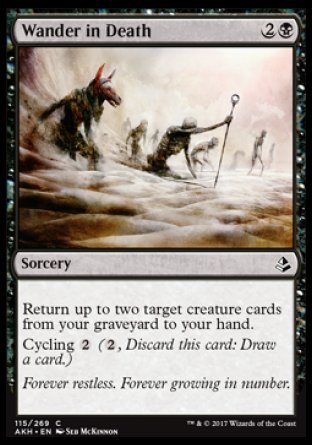 Wander in Death 2
Sorcery
Return up to two target creature cards
from your graveyard to your hand.
Cycling 2 (2, Discard this card: Draw
a card.)
Forever restless. Forever growing in number.
115/269 C
AKH • EN Seb McKinnon ™ & © 2017 Wizards of the Coast